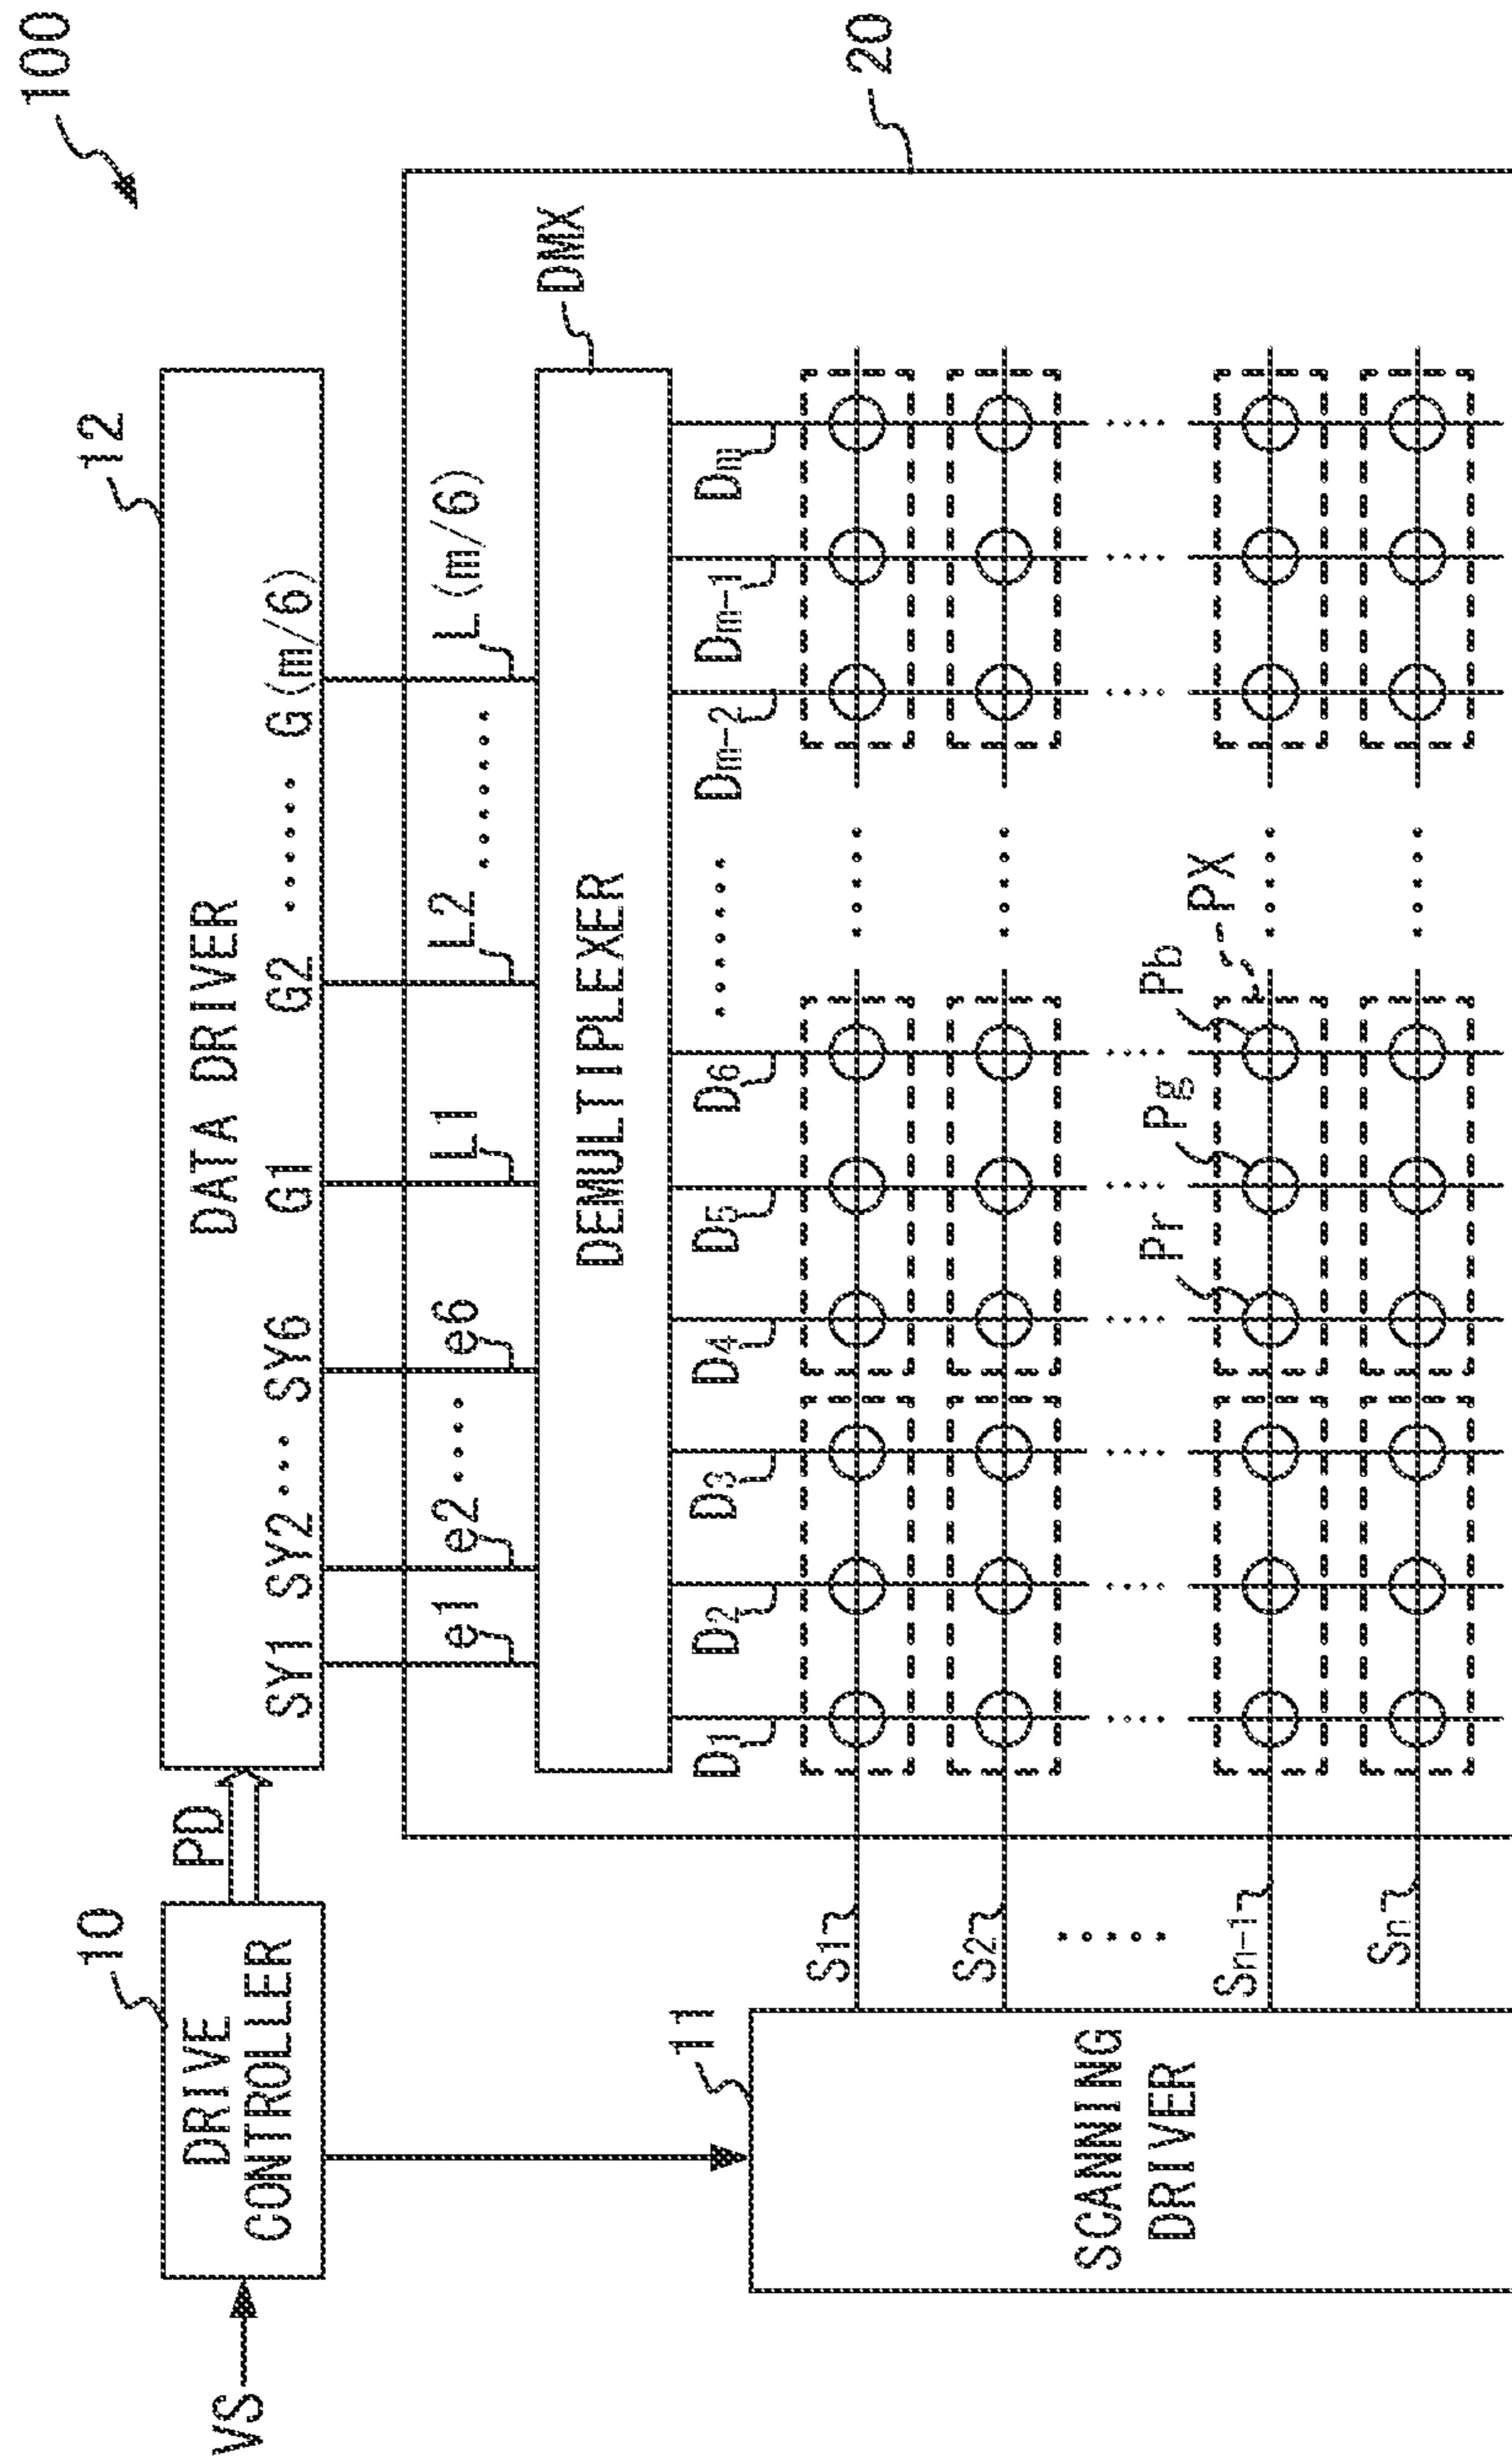 100
VS
10
DRIVE
CONTROLLER
PD
12
DATA DRIVER
SY1 SY2 ··· SY6 G1 G2 ······ G(m/6)
20
e1 e2 ···· e6 L1 L2 ······· L(m/6)
DMX
DEMULTIPLEXER
D1 D2 D3 D4 D5 D6 ······· Dm-2 Dm-1 Dm
11
SCANNING
DRIVER
S1
S2
·····
Sn-1
Sn
Pr Pg Pb PX